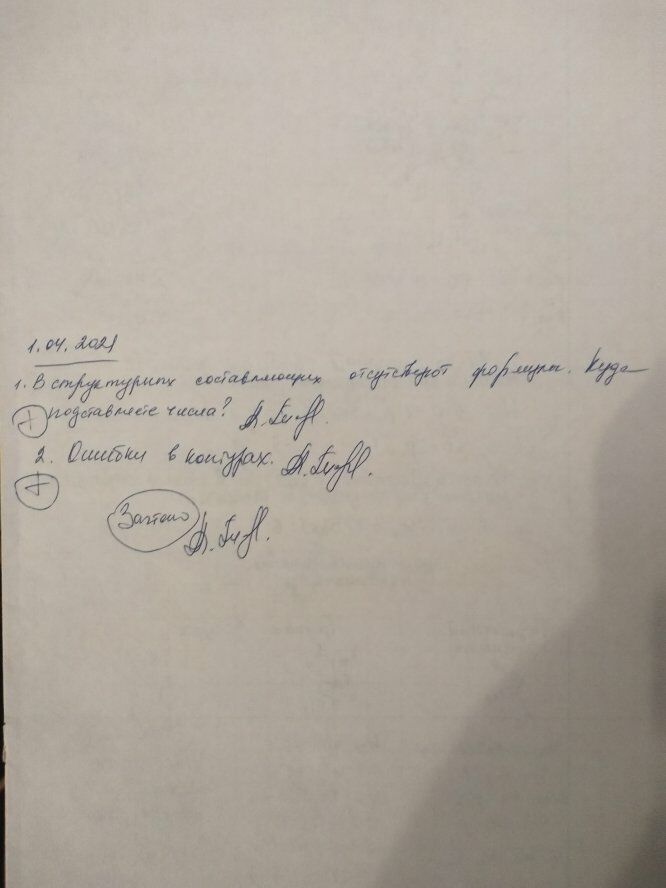 1.04.2021
1. В структурных составляющих отсутствуют формулы. Куда
подставляете числа?
2. Ошибки в контурах.
Зачтено